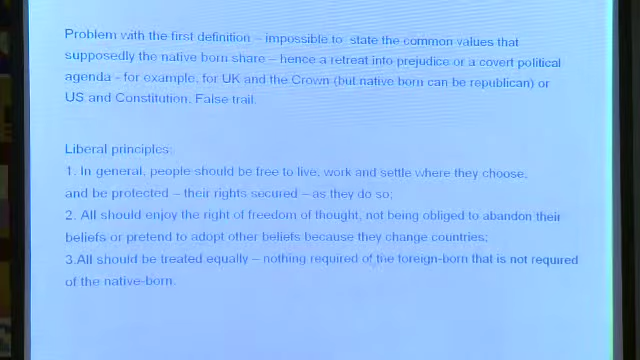 Problem with the first definition – impossible to state the common values that
supposedly the native born share – hence a retreat into prejudice or a covert political
agenda - for example, for UK and the Crown (but native born can be republican) or
US and Constitution. False trail.
Liberal principles:
1. In general, people should be free to live, work and settle where they choose,
and be protected – their rights secured – as they do so;
2. All should enjoy the right of freedom of thought, not being obliged to abandon their
beliefs or pretend to adopt other beliefs because they change countries;
3.All should be treated equally – nothing required of the foreign-born that is not required
of the native-born.